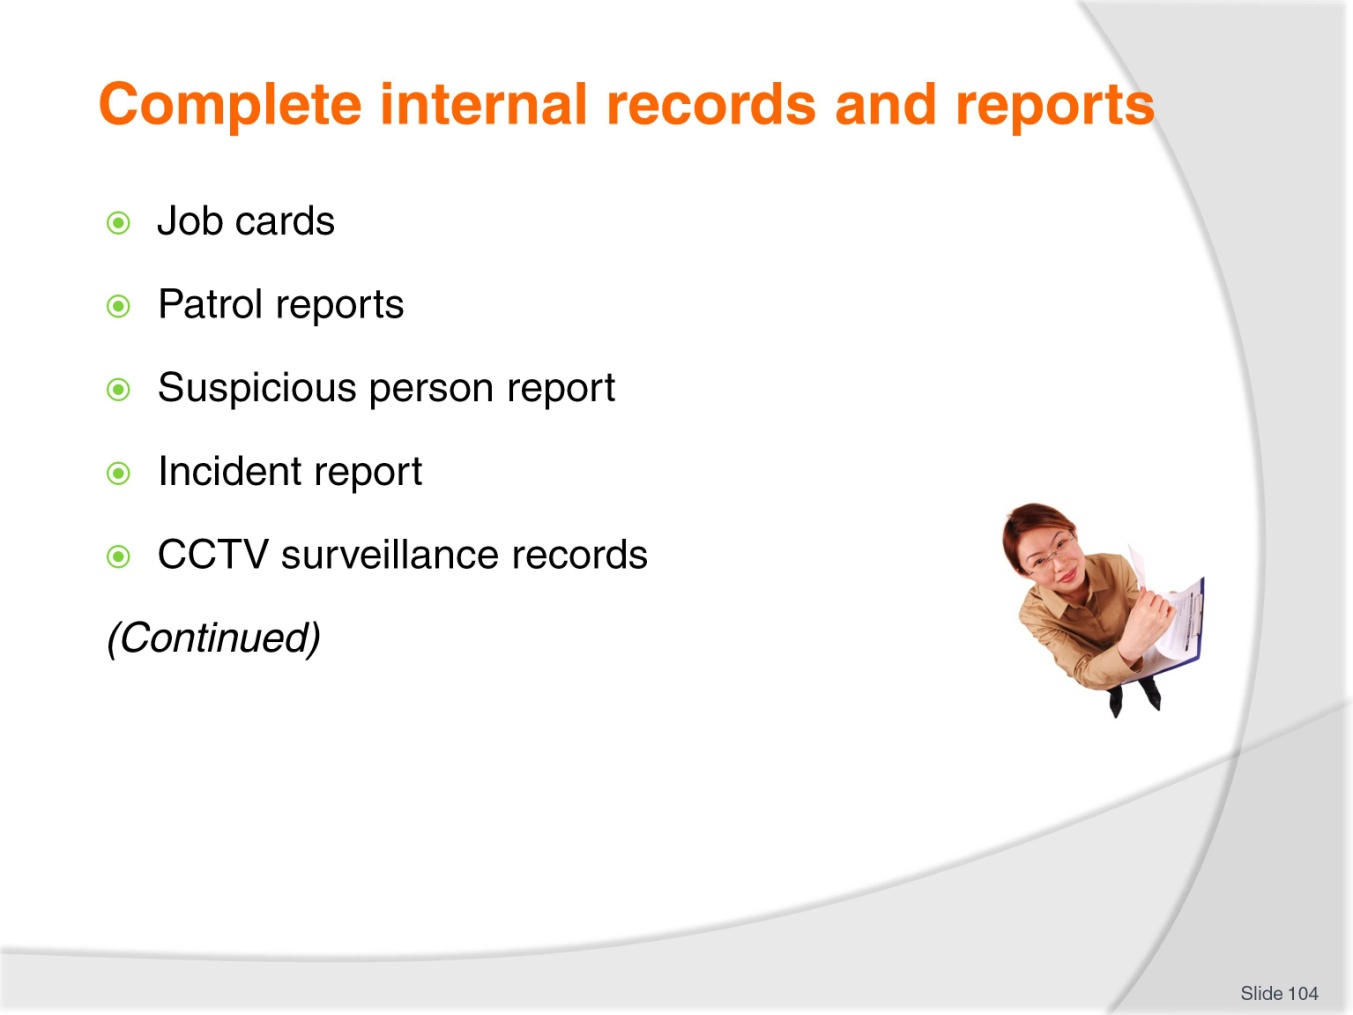 Complete internal records and reports
Job cards
Patrol reports
Suspicious person report
Incident report
CCTV surveillance records
(Continued)
Slide 104